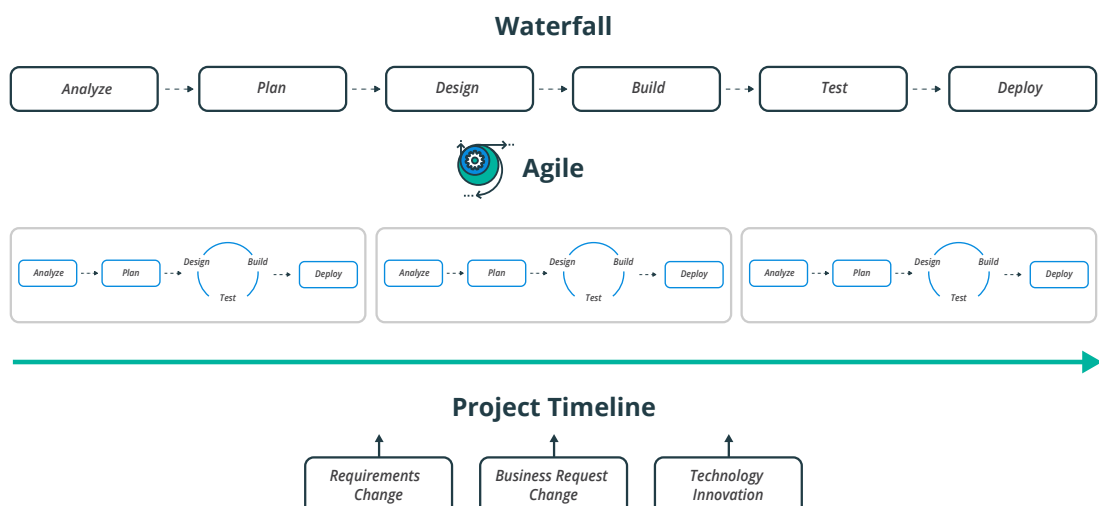 Waterfall
Analyze
Plan
Design
Build
Test
Deploy
Agile
Analyze
Plan
Design
Build
Test
Deploy
Analyze
Plan
Design
Build
Test
Deploy
Analyze
Plan
Design
Build
Test
Deploy
Project Timeline
Requirements
Change
Business Request
Change
Technology
Innovation